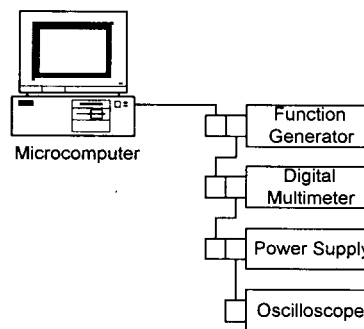 Microcomputer
Function
Generator
Digital
Multimeter
Power Supply
Oscilloscope